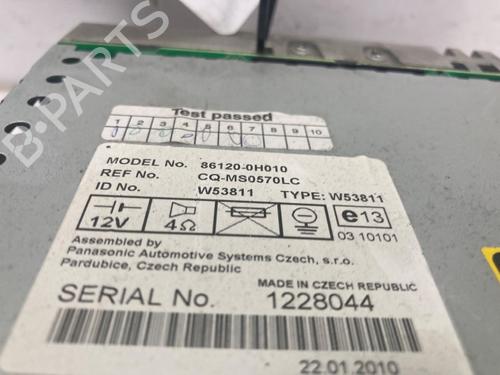 Test passed
1 2 3 4 5 6 7 8 9 10
MODEL No. 86120-0H010
REF No. CQ-MS0570LC
ID No. W53811 TYPE: W53811
12V 4Ω e13
03 10101
Assembled by
Panasonic Automotive Systems Czech, s.r.o.
Pardubice, Czech Republic
MADE IN CZECH REPUBLIC
SERIAL No. 1228044
22.01.2010
B-PARTS